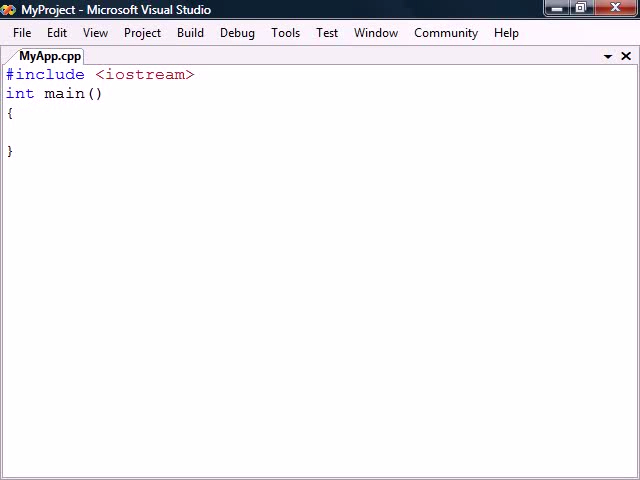 MyProject - Microsoft Visual Studio
File Edit View Project Build Debug Tools Test Window Community Help
MyApp.cpp
#include <iostream>
int main()
{
}